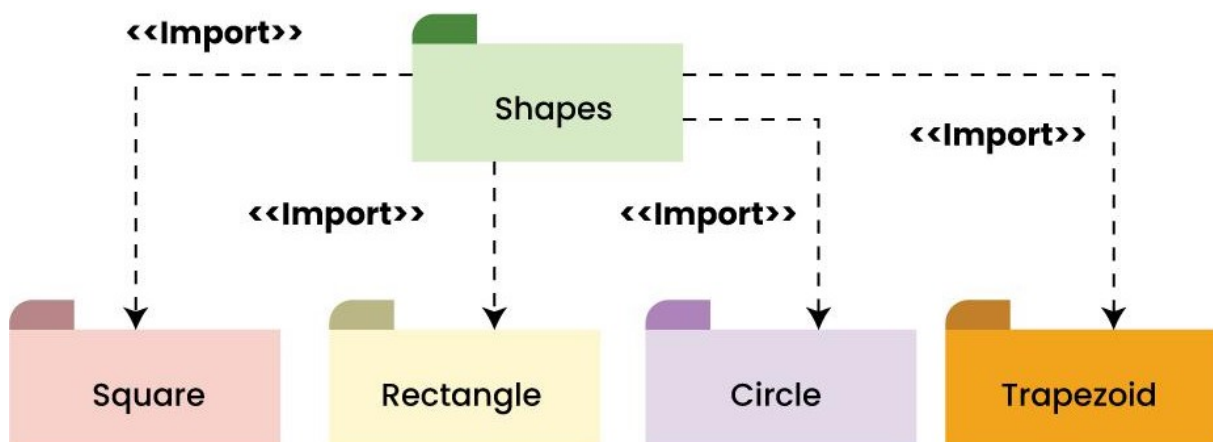 <<Import>>
Shapes
<<Import>>
<<Import>>
<<Import>>
Square
Rectangle
Circle
Trapezoid